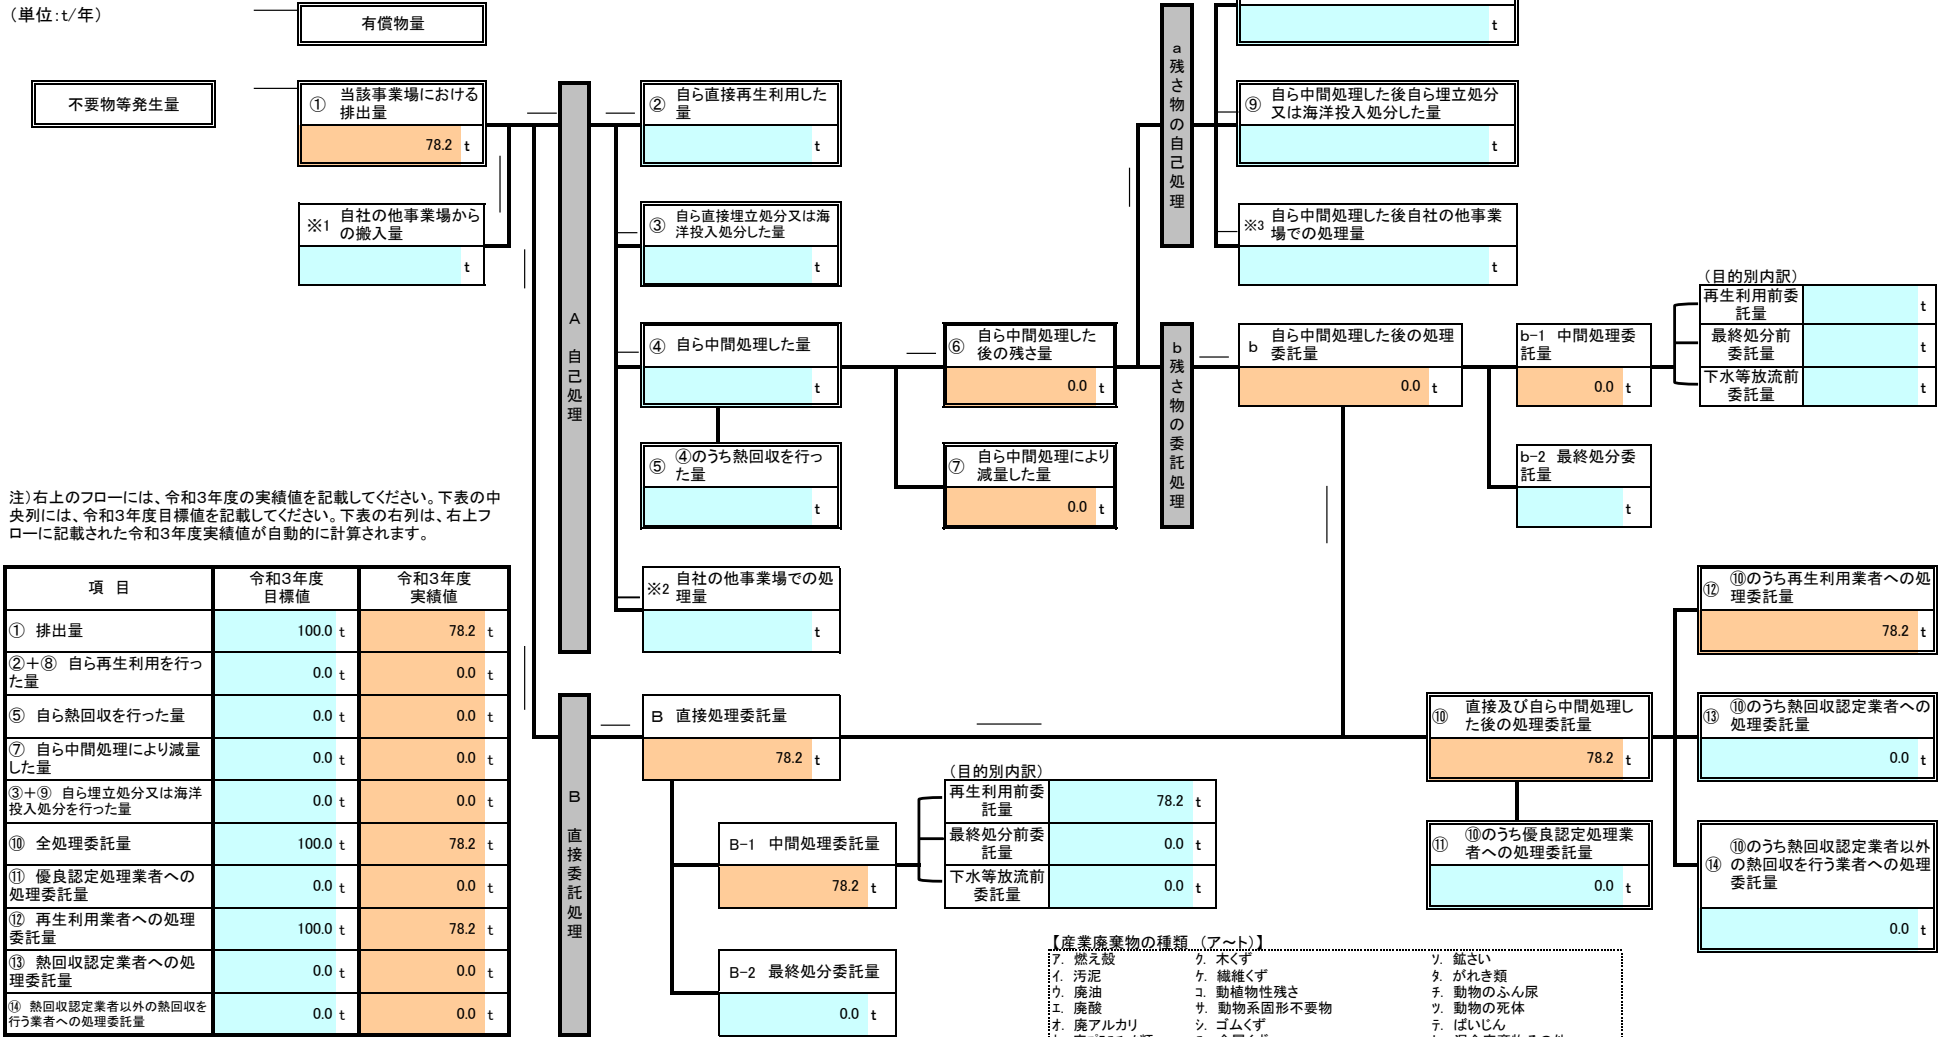 (単位:t/年)
有償物量
t
不要物等発生量
① 当該事業場における
排出量
78.2 t
※1 自社の他事業場から
の搬入量
t
A 自己処理
② 自ら直接再生利用した
量
t
③ 自ら直接埋立処分又は海
洋投入処分した量
t
④ 自ら中間処理した量
t
⑤ ④のうち熱回収を行っ
た量
t
※2 自社の他事業場での処
理量
t
⑥ 自ら中間処理した
後の残さ量
0.0 t
⑦ 自ら中間処理により
減量した量
0.0 t
a 残さ物の自己処理
⑨ 自ら中間処理した後自ら埋立処分
又は海洋投入処分した量
t
※3 自ら中間処理した後自社の他事業
場での処理量
t
b 残さ物の委託処理
b 自ら中間処理した後の処理
委託量
0.0 t
b-1 中間処理委
託量
0.0 t
b-2 最終処分委
託量
t
(目的別内訳)
再生利用前委
託量
t
最終処分前
委託量
t
下水等放流前
委託量
t
注)右上のフローには、令和3年度の実績値を記載してください。下表の中
央列には、令和3年度目標値を記載してください。下表の右列は、右上フ
ローに記載された令和3年度実績値が自動的に計算されます。
項 目 令和3年度
目標値 令和3年度
実績値
① 排出量 100.0 t 78.2 t
②+⑧ 自ら再生利用を行っ
た量 0.0 t 0.0 t
⑤ 自ら熱回収を行った量 0.0 t 0.0 t
⑦ 自ら中間処理により減量
した量 0.0 t 0.0 t
③+⑨ 自ら埋立処分又は海洋
投入処分を行った量 0.0 t 0.0 t
⑩ 全処理委託量 100.0 t 78.2 t
⑪ 優良認定処理業者への
処理委託量 0.0 t 0.0 t
⑫ 再生利用業者への処理
委託量 100.0 t 78.2 t
⑬ 熱回収認定業者への処
理委託量 0.0 t 0.0 t
⑭ 熱回収認定業者以外の熱回収を
行う業者への処理委託量 0.0 t 0.0 t
B 直接委託処理
B 直接処理委託量
78.2 t
B-1 中間処理委託量
78.2 t
B-2 最終処分委託量
0.0 t
(目的別内訳)
再生利用前委
託量
78.2 t
最終処分前委
託量
0.0 t
下水等放流前
委託量
0.0 t
⑩ 直接及び自ら中間処理し
た後の処理委託量
78.2 t
⑪ ⑩のうち優良認定処理業
者への処理委託量
0.0 t
⑫ ⑩のうち再生利用業者への処
理委託量
78.2 t
⑬ ⑩のうち熱回収認定業者への
処理委託量
0.0 t
⑭ ⑩のうち熱回収認定業者以外
の熱回収を行う業者への処理
委託量
0.0 t
【産業廃棄物の種類 (ア～ト)】
ア. 燃え殻 ク. 木くず ソ. 鉱さい
イ. 汚泥 ケ. 繊維くず タ. がれき類
ウ. 廃油 コ. 動植物性残さ チ. 動物のふん尿
エ. 廃酸 サ. 動物系固形不要物 ツ. 動物の死体
オ. 廃アルカリ シ. ゴムくず テ. ばいじん